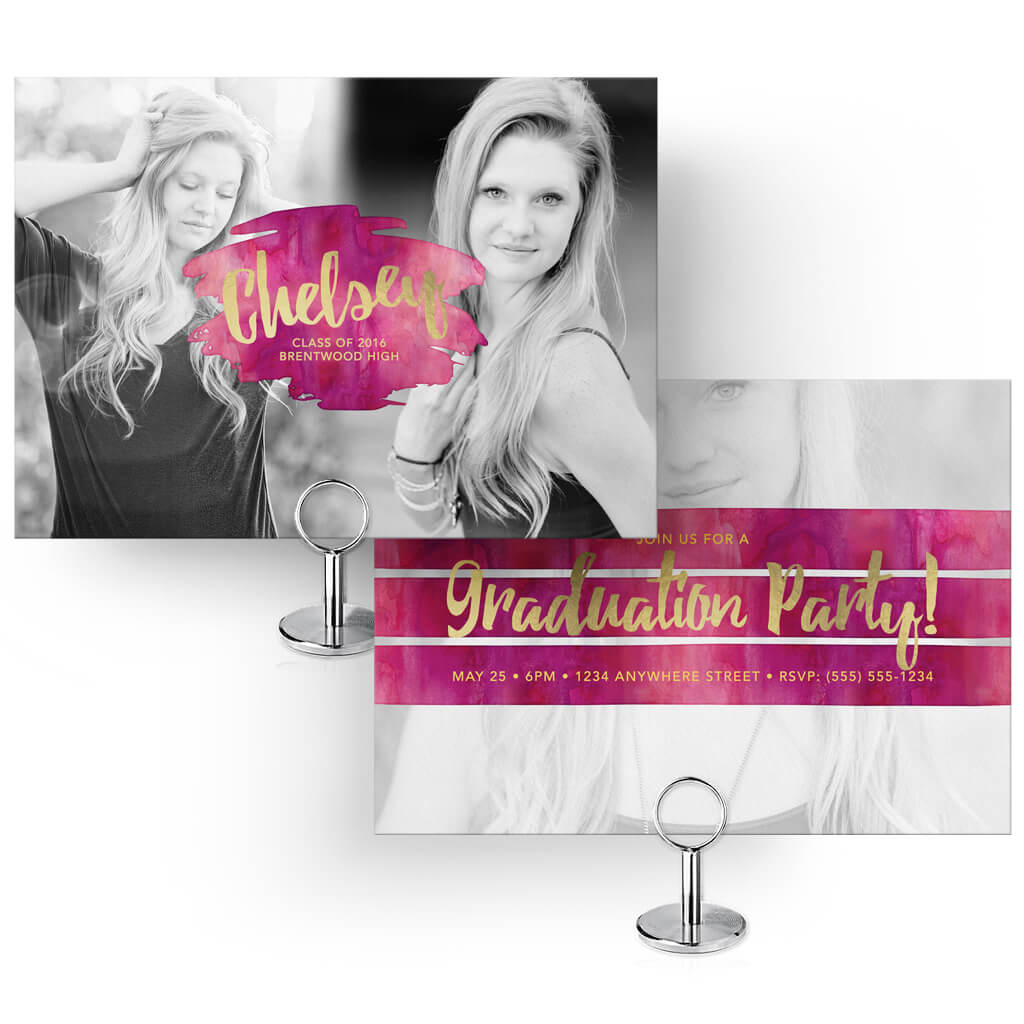 Chelsey
CLASS OF 2016
BRENTWOOD HIGH
JOIN US FOR A
Graduation Party!
MAY 25 • 6PM • 1234 ANYWHERE STREET • RSVP: (555) 555-1234